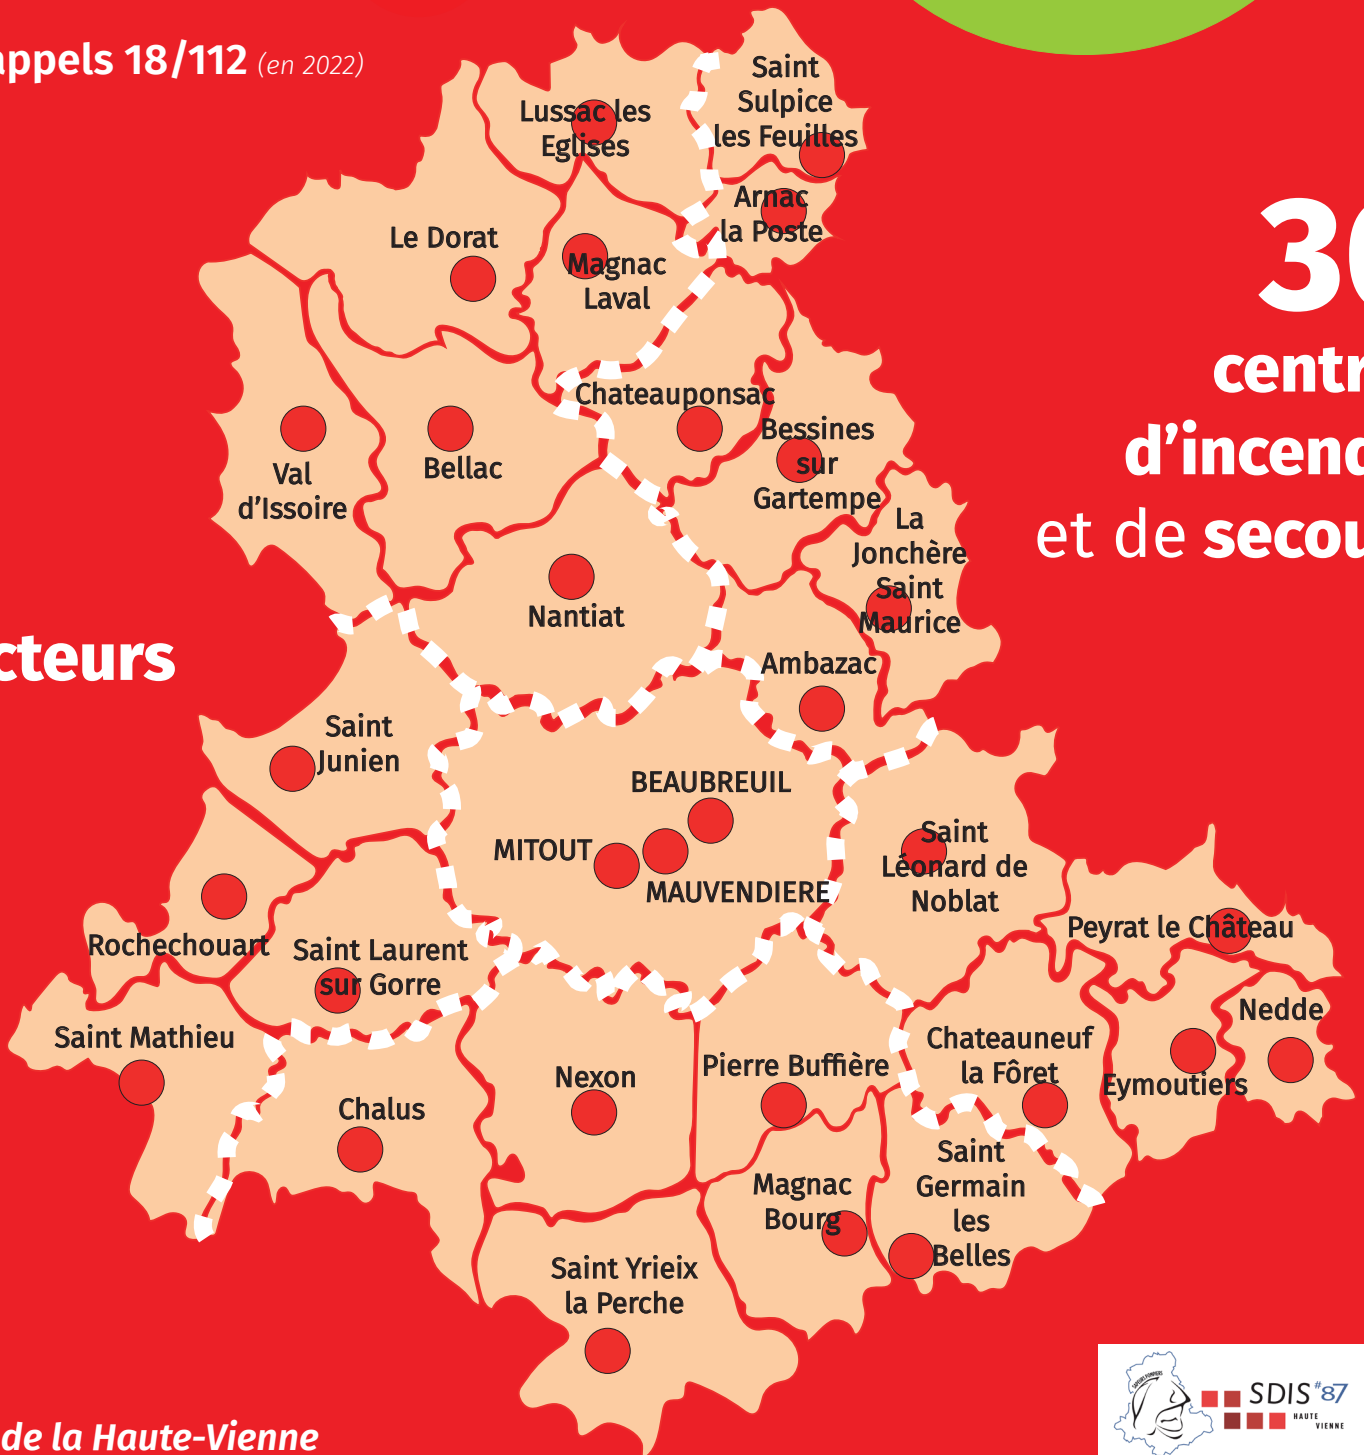 appels 18/112 (en 2022)
Saint
Sulpice
les Feuilles
Lussac les
Eglises
Arnac
la Poste
Le Dorat
Magnac
Laval
30
centr
d'incend
et de secou
Chateauponsac
Bessines
sur
Gartempe
Bellac
Val
d'Issoire
La
Jonchère
Saint
Maurice
Nantiat
cteurs
Ambazac
Saint
Junien
BEAUBREUIL
MITOUT
MAUVENDIERE
Saint
Léonard de
Noblat
Peyrat le Château
Rochechouart
Saint Laurent
sur Gorre
Nedde
Saint Mathieu
Chateauneuf
la Fôret
Pierre Buffière
Nexon
Eymoutiers
Chalus
Saint
Germain
les
Belles
Magnac
Bourg
Saint Yrieix
la Perche
SAPEURS POMPIERS
SDIS #87
HAUTE
VIENNE
de la Haute-Vienne